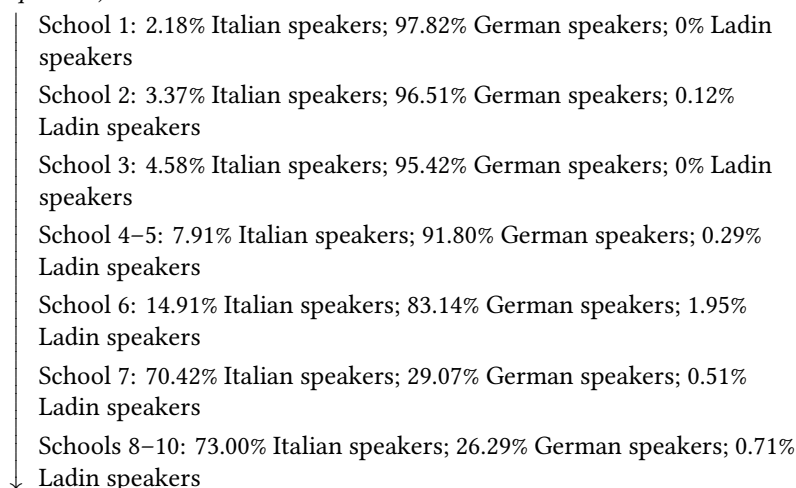 School 1: 2.18% Italian speakers; 97.82% German speakers; 0% Ladin
speakers
School 2: 3.37% Italian speakers; 96.51% German speakers; 0.12%
Ladin speakers
School 3: 4.58% Italian speakers; 95.42% German speakers; 0% Ladin
speakers
School 4–5: 7.91% Italian speakers; 91.80% German speakers; 0.29%
Ladin speakers
School 6: 14.91% Italian speakers; 83.14% German speakers; 1.95%
Ladin speakers
School 7: 70.42% Italian speakers; 29.07% German speakers; 0.51%
Ladin speakers
Schools 8–10: 73.00% Italian speakers; 26.29% German speakers; 0.71%
Ladin speakers